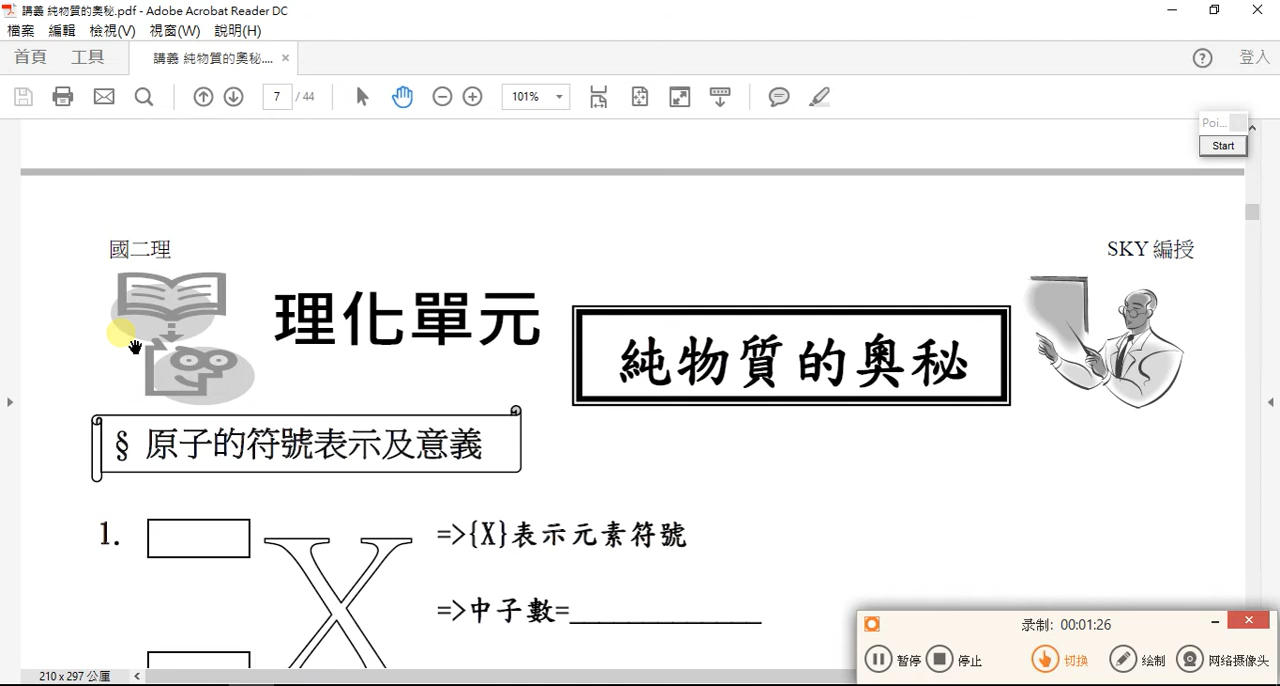 講義 純物質的奧秘.pdf - Adobe Acrobat Reader DC
檔案 編輯 檢視(V) 視窗(W) 說明(H)
首頁 工具 講義 純物質的奧秘.... × 登入
7 / 44 101%
Poi...
Start
國二理 SKY 編授
理化單元
純物質的奧秘
§ 原子的符號表示及意義
1. X =>{X}表示元素符號
=>中子數=_____________
录制: 00:01:26
暂停 停止 切换 绘制 网络摄像头
210 x 297 公厘